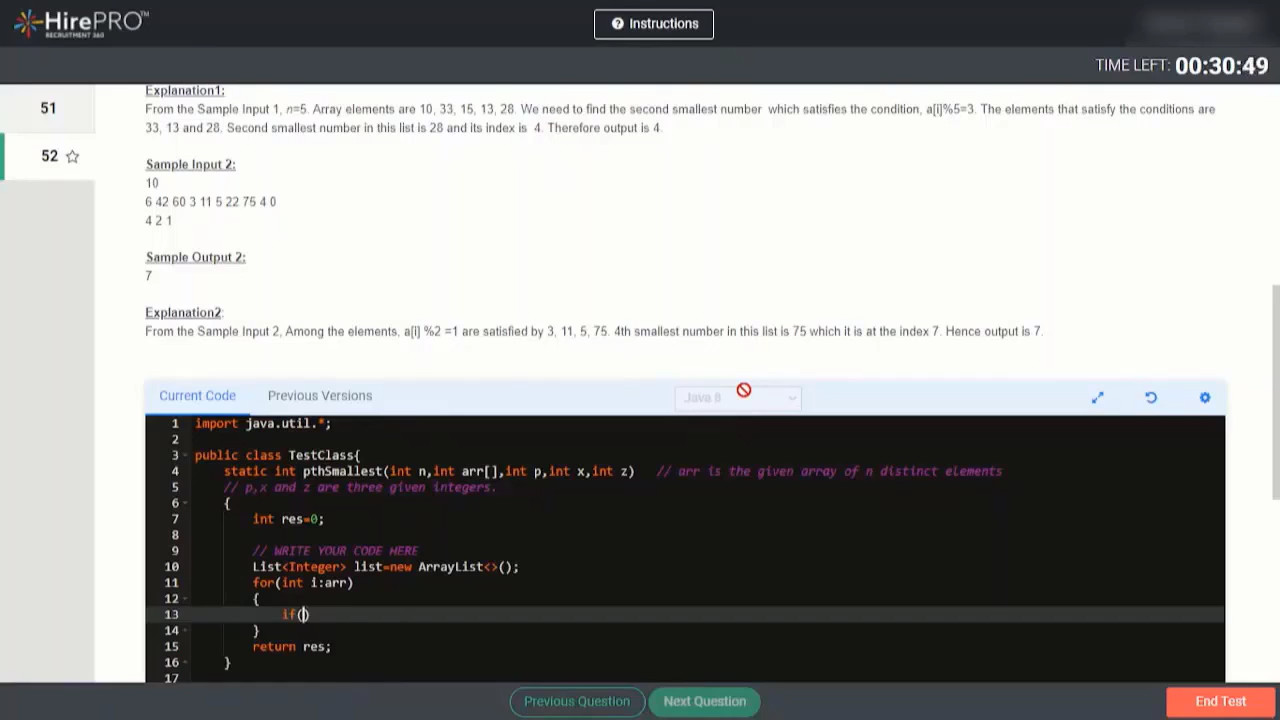 HirePRO™
RECRUITMENT 360
Instructions
TIME LEFT: 00:30:49
51
52
Explanation1:
From the Sample Input 1, n=5. Array elements are 10, 33, 15, 13, 28. We need to find the second smallest number which satisfies the condition, a[i]%5=3. The elements that satisfy the conditions are
33, 13 and 28. Second smallest number in this list is 28 and its index is 4. Therefore output is 4.
Sample Input 2:
10
6 42 60 3 11 5 22 75 4 0
4 2 1
Sample Output 2:
7
Explanation2:
From the Sample Input 2, Among the elements, a[i] %2 =1 are satisfied by 3, 11, 5, 75. 4th smallest number in this list is 75 which it is at the index 7. Hence output is 7.
Current Code Previous Versions Java 8
1 import java.util.*;
2
3 public class TestClass{
4 static int pthSmallest(int n,int arr[],int p,int x,int z) // arr is the given array of n distinct elements
5 // p,x and z are three given integers.
6 {
7 int res=0;
8
9 // WRITE YOUR CODE HERE
10 List<Integer> list=new ArrayList<>();
11 for(int i:arr)
12 {
13 if()
14 }
15 return res;
16 }
17
Previous Question Next Question End Test